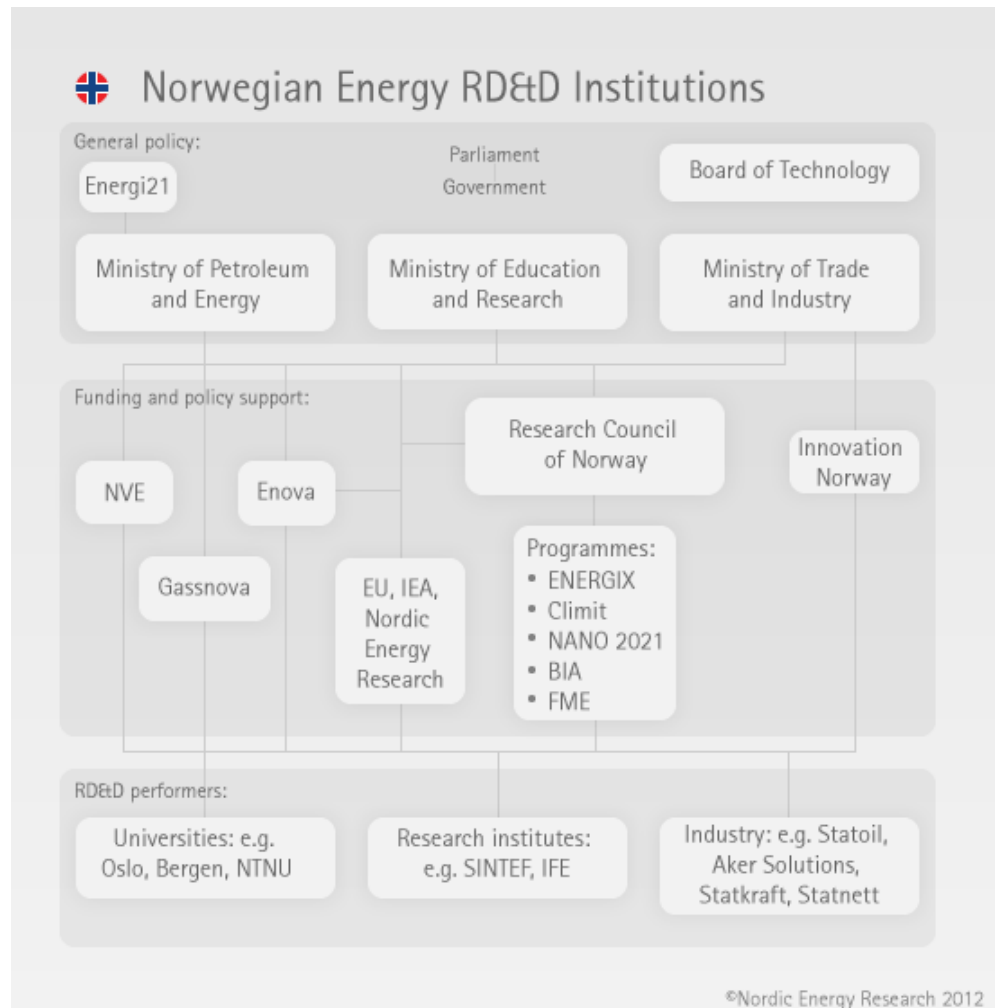 Norwegian Energy RD&D Institutions
General policy:
Energi21
Parliament
Government
Board of Technology
Ministry of Petroleum
and Energy
Ministry of Education
and Research
Ministry of Trade
and Industry
Funding and policy support:
NVE
Gassnova
Enova
EU, IEA,
Nordic
Energy
Research
Research Council
of Norway
Programmes:
• ENERGIX
• Climit
• NANO 2021
• BIA
• FME
Innovation
Norway
RD&D performers:
Universities: e.g.
Oslo, Bergen, NTNU
Research institutes:
e.g. SINTEF, IFE
Industry: e.g. Statoil,
Aker Solutions,
Statkraft, Statnett
©Nordic Energy Research 2012